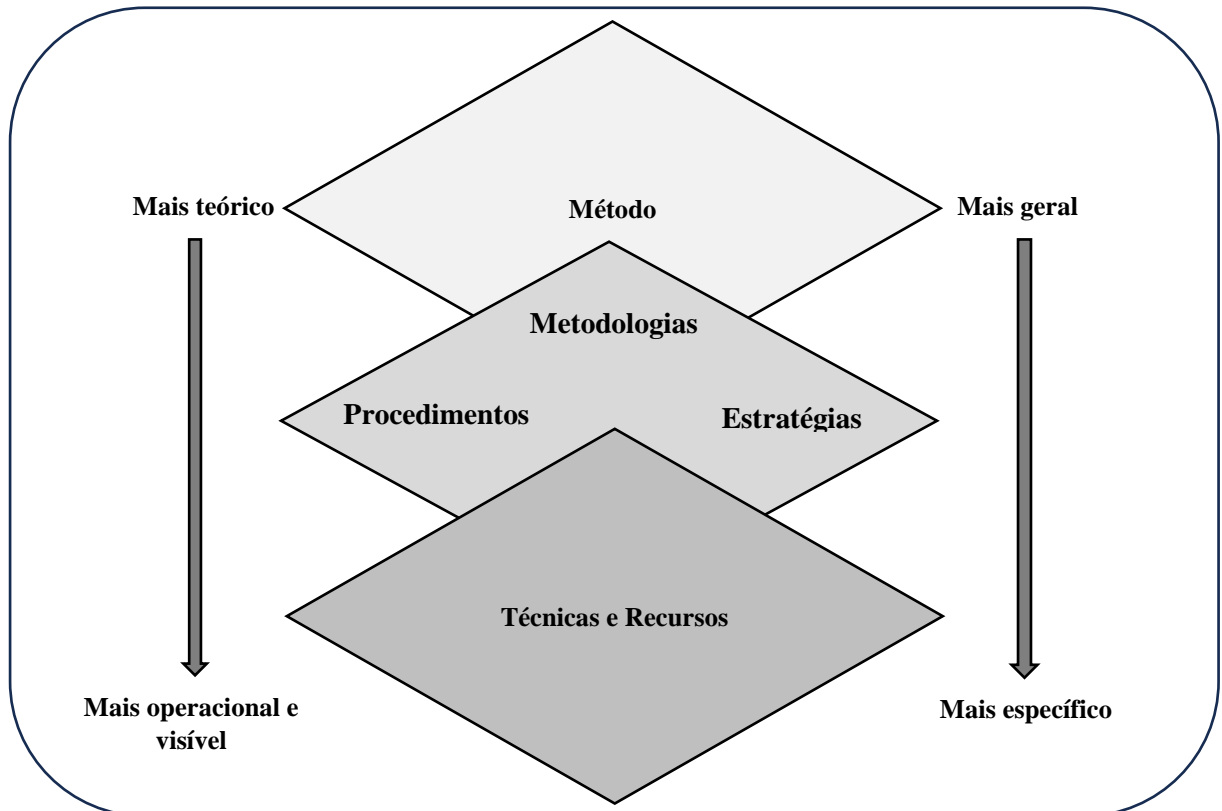 Mais teórico
Método
Mais geral
Metodologias
Procedimentos
Estratégias
Técnicas e Recursos
Mais operacional e
visível
Mais específico